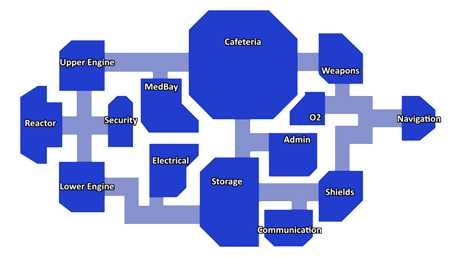 Cafeteria
Upper Engine
Weapons
MedBay
O2
Reactor
Security
Navigation
Admin
Electrical
Lower Engine
Storage
Shields
Communication